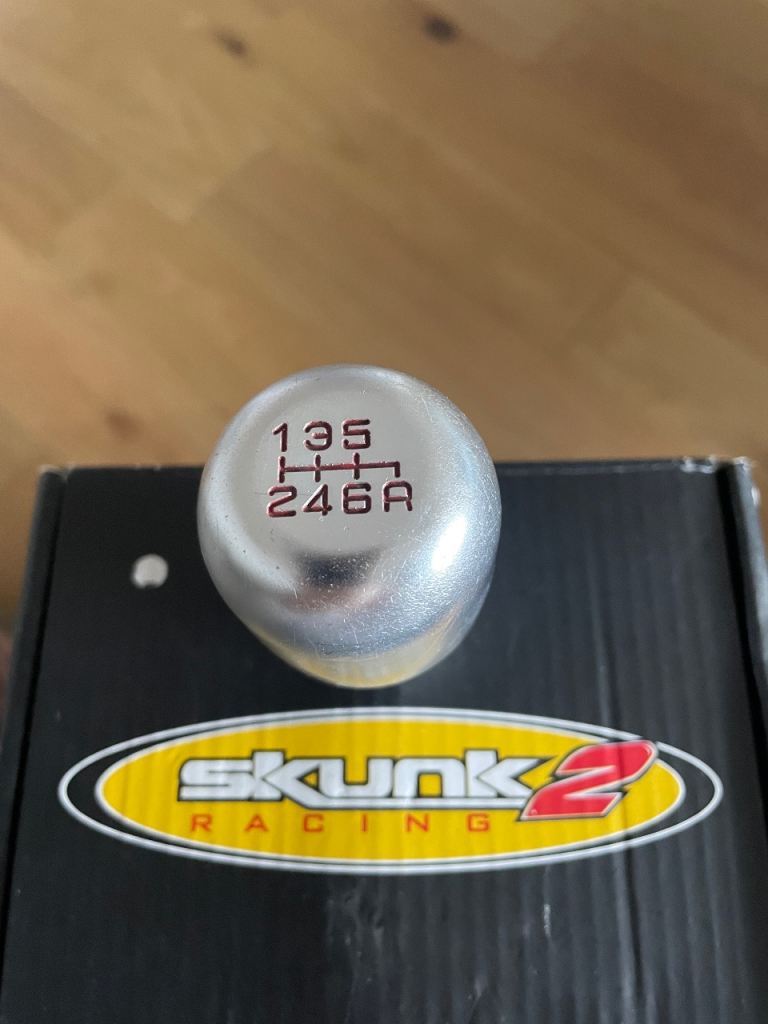 135
246R
skunk2
RACING